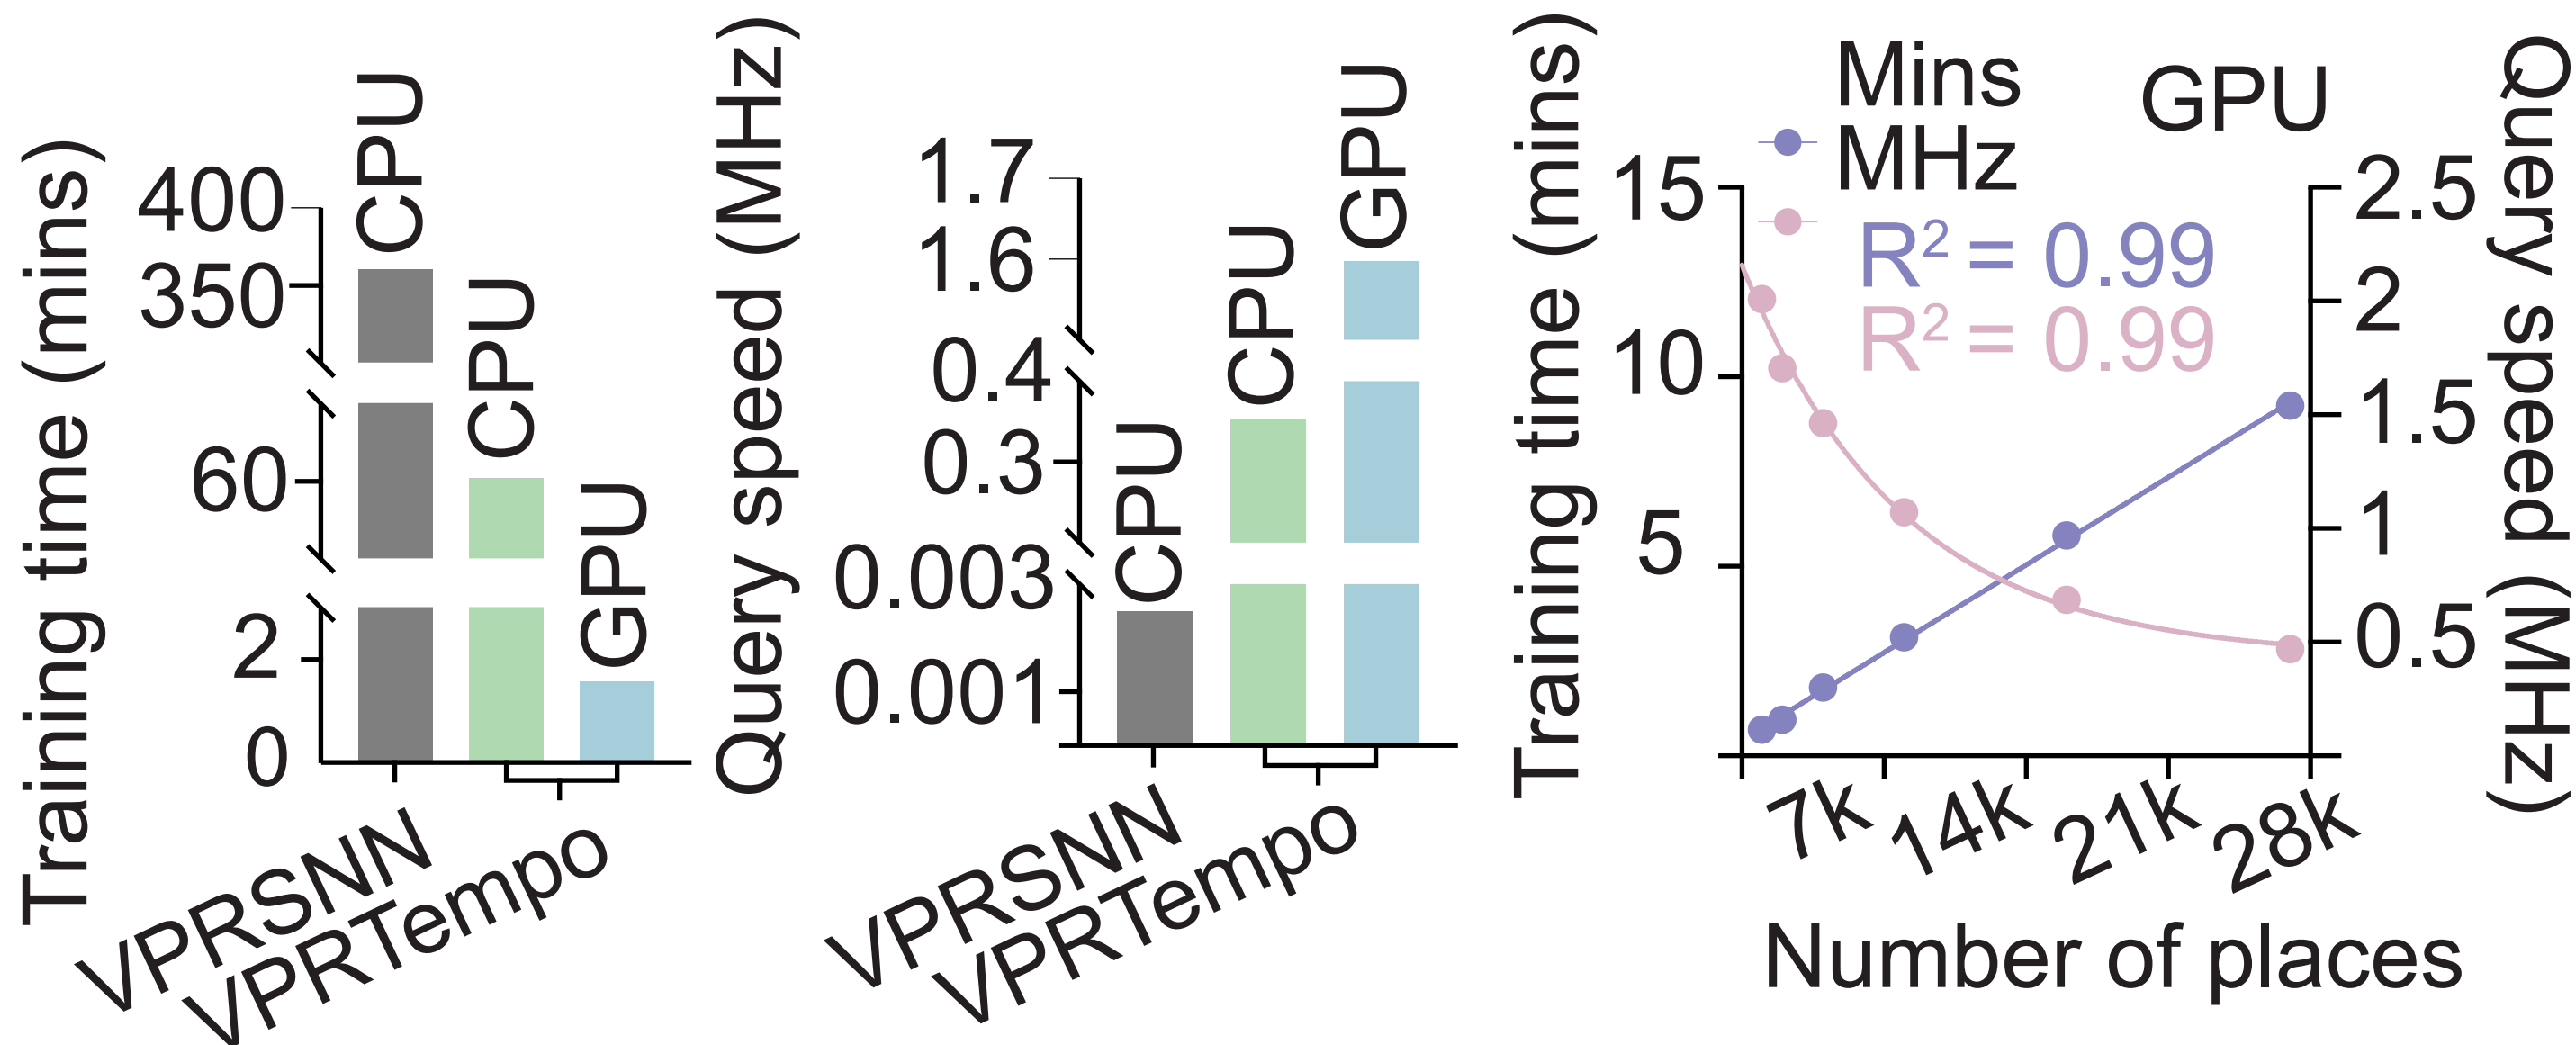 Training time (mins)
400
350
60
2
0
CPU
CPU
GPU
VPRSNN
VPRTempo
Query speed (MHz)
1.7
1.6
0.4
0.3
0.003
0.001
CPU
CPU
GPU
VPRSNN
VPRTempo
Training time (mins)
15
10
5
Mins
MHz
GPU
R² = 0.99
R² = 0.99
2.5
2
1.5
1
0.5
Query speed (MHz)
7k
14k
21k
28k
Number of places